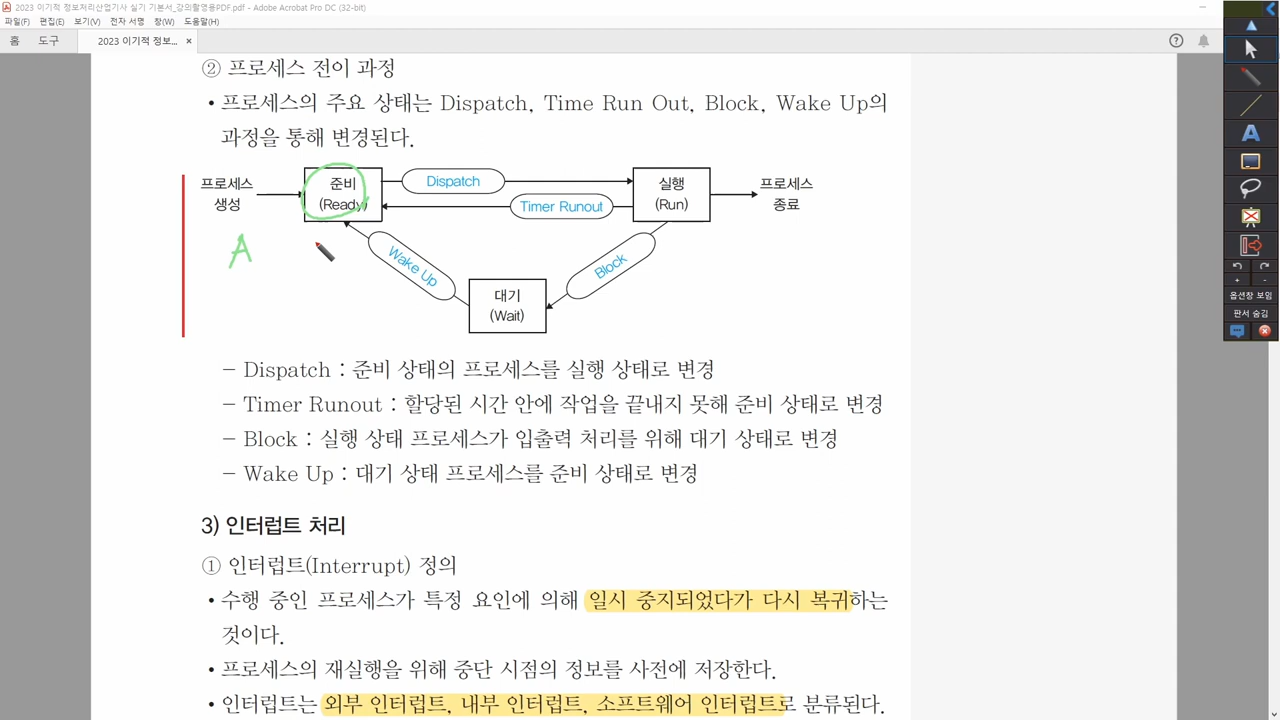 2023 이기적 정보처리산업기사 실기 기본서_강의촬영용PDF.pdf - Adobe Acrobat Pro DC (32-bit)
파일(F) 편집(E) 보기(V) 전자 서명 창(W) 도움말(H)
홈 도구 2023 이기적 정보... ×
② 프로세스 전이 과정
• 프로세스의 주요 상태는 Dispatch, Time Run Out, Block, Wake Up의
과정을 통해 변경된다.
프로세스 생성
준비 (Ready)
Dispatch
Timer Runout
실행 (Run)
프로세스 종료
A
Wake Up
Block
대기
(Wait)
- Dispatch : 준비 상태의 프로세스를 실행 상태로 변경
- Timer Runout : 할당된 시간 안에 작업을 끝내지 못해 준비 상태로 변경
- Block : 실행 상태 프로세스가 입출력 처리를 위해 대기 상태로 변경
- Wake Up : 대기 상태 프로세스를 준비 상태로 변경
3) 인터럽트 처리
① 인터럽트(Interrupt) 정의
• 수행 중인 프로세스가 특정 요인에 의해 일시 중지되었다가 다시 복귀하는
것이다.
• 프로세스의 재실행을 위해 중단 시점의 정보를 사전에 저장한다.
• 인터럽트는 외부 인터럽트, 내부 인터럽트, 소프트웨어 인터럽트로 분류된다.
A
+ -
옵션창 보임
판서 숨김